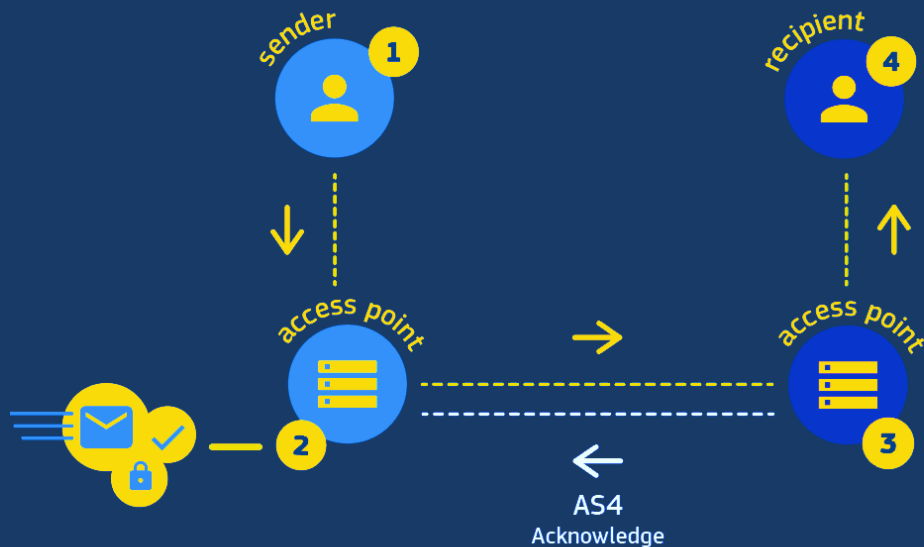 sender
1
recipient
4
access point
2
access point
3
AS4
Acknowledge